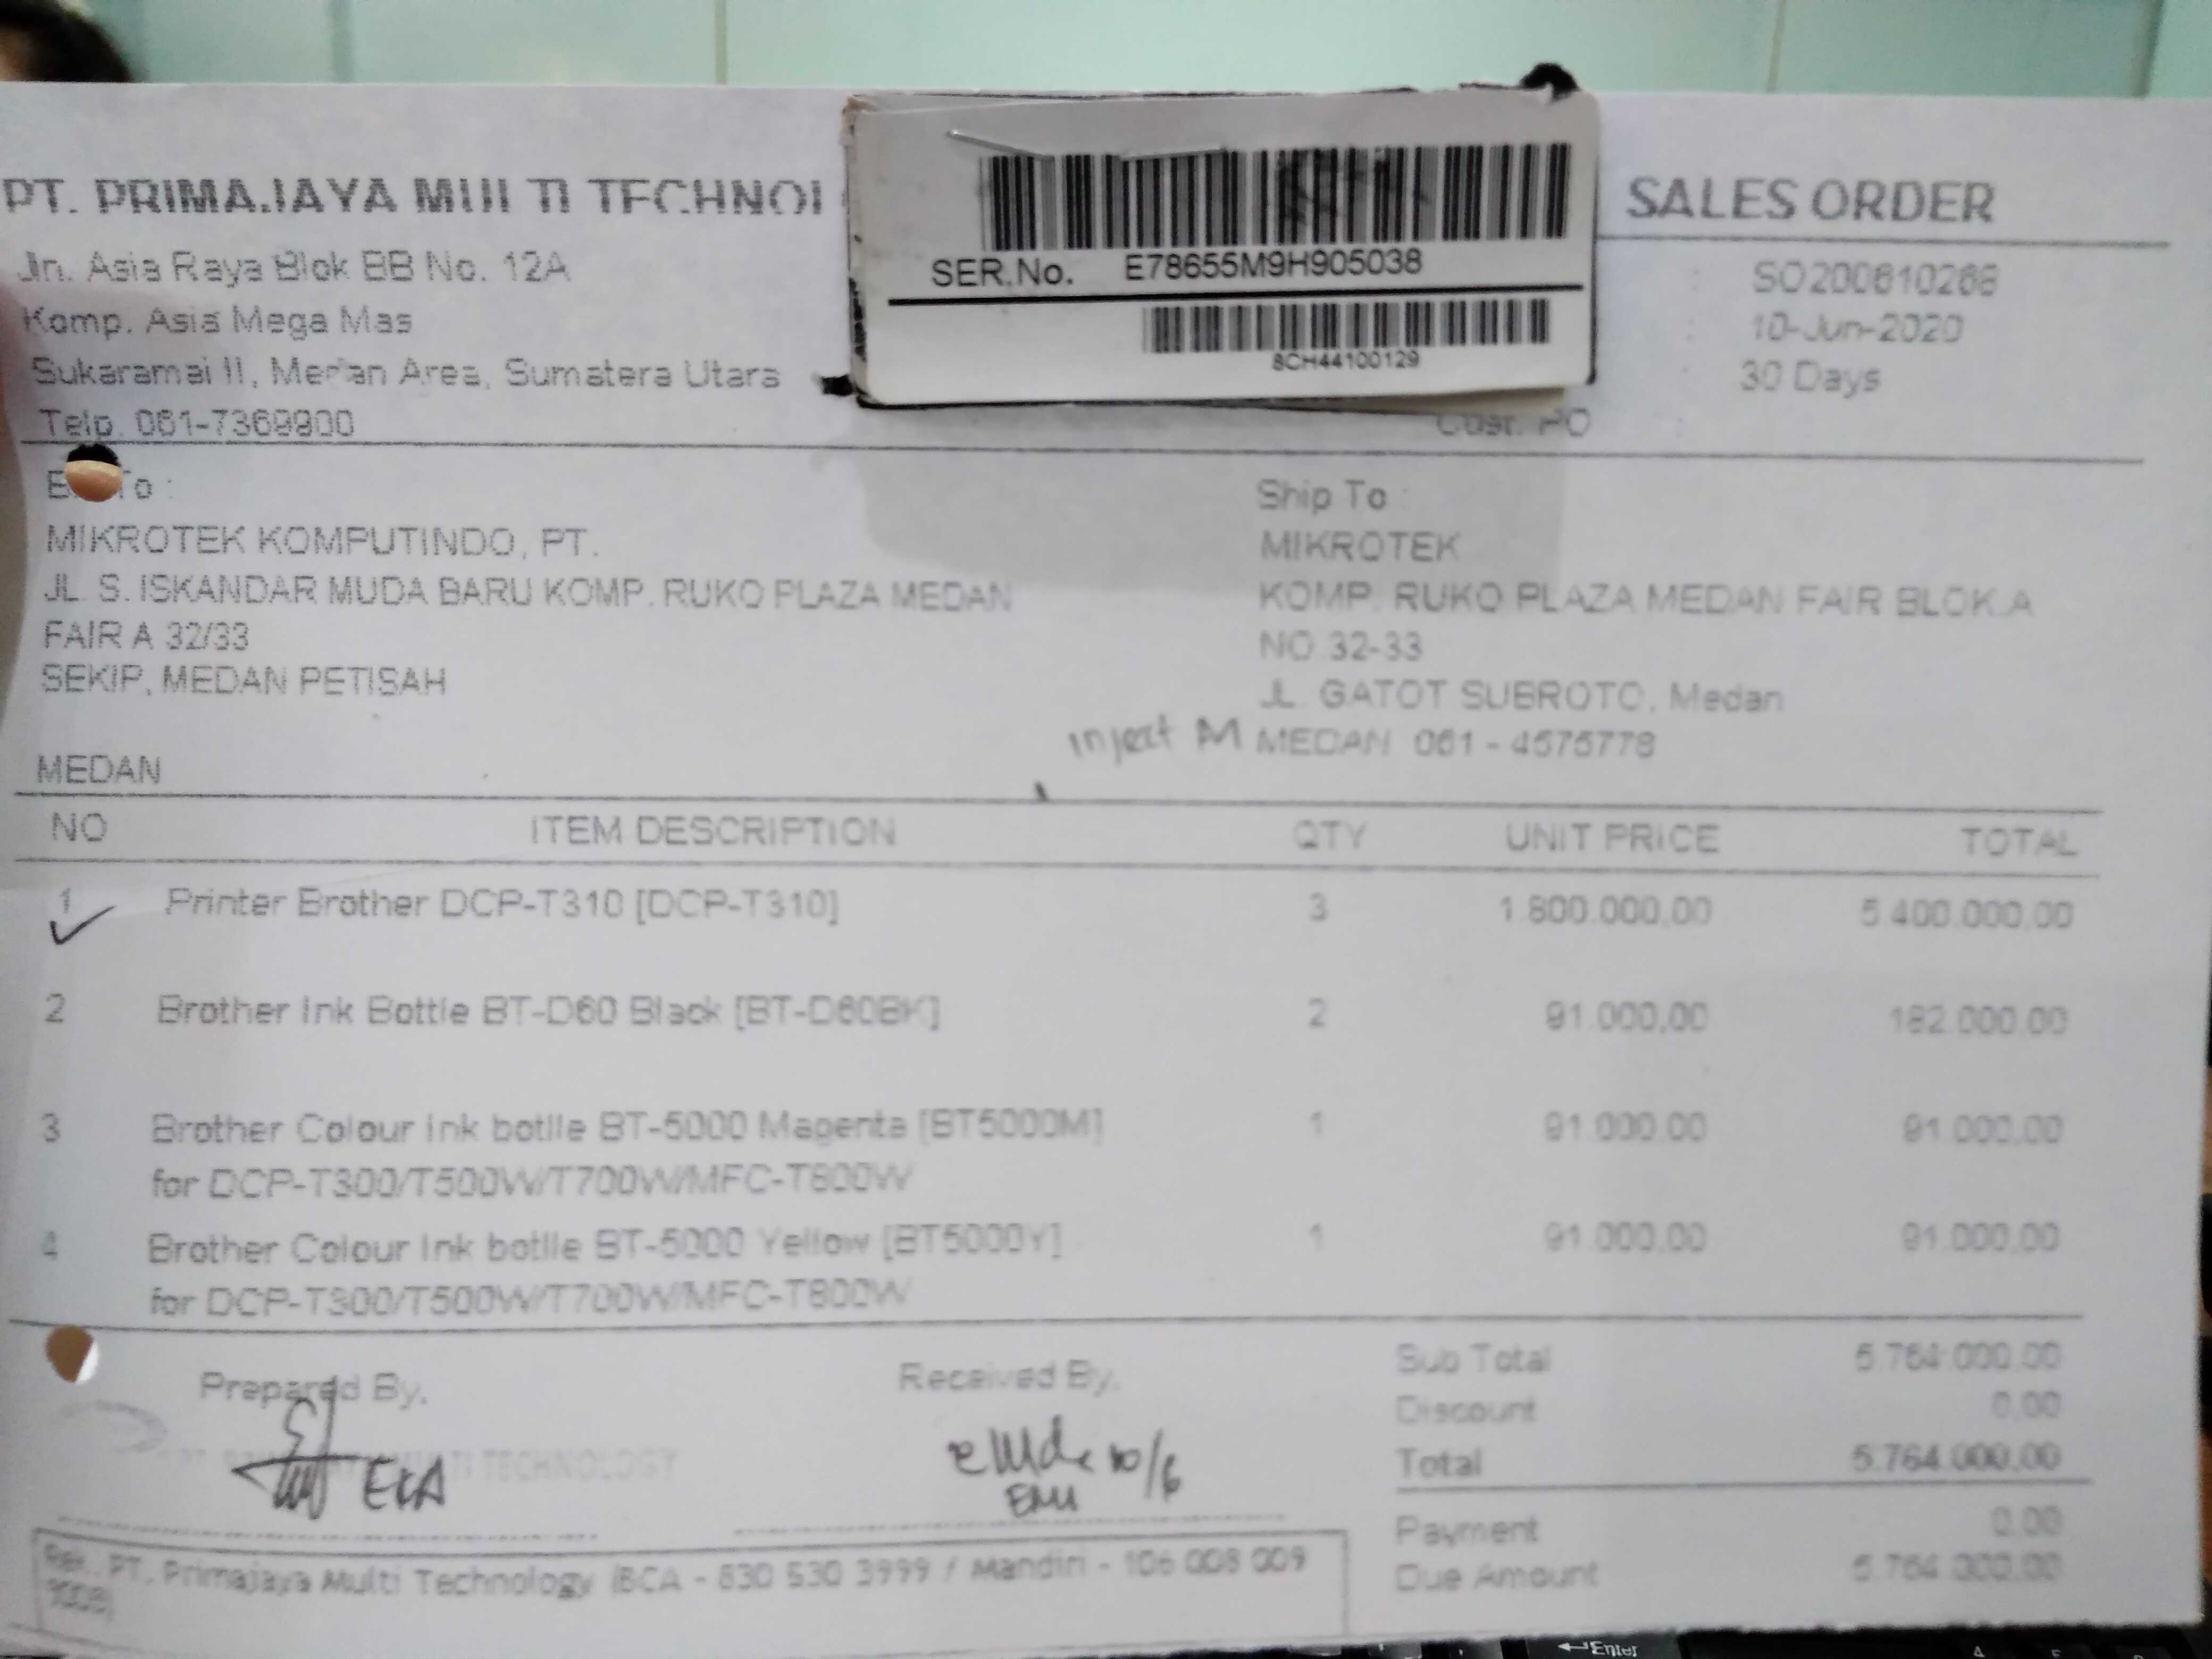 PT. PRIMAJAYA MULTI TECHNOL
SALES ORDER
SER.No. E78655M9H905038
8CH44100129
Jln. Asia Raya Blok BB No. 12A
Komp. Asia Mega Mas
Sukaramai II, Medan Area, Sumatera Utara
Telp. 061-7369900
SO200610268
: 10-Jun-2020
30 Days
Cust. PO :
To :
MIKROTEK KOMPUTINDO, PT.
JL. S. ISKANDAR MUDA BARU KOMP. RUKO PLAZA MEDAN
FAIR A 32/33
SEKIP, MEDAN PETISAH
MEDAN
Ship To :
MIKROTEK
KOMP. RUKO PLAZA MEDAN FAIR BLOK.A
NO.32-33
JL. GATOT SUBROTO, Medan
MEDAN 061 - 4575778
Inject M
NO ITEM DESCRIPTION QTY UNIT PRICE TOTAL
1 Printer Brother DCP-T310 [DCP-T310] 3 1.800.000,00 5.400.000,00
2 Brother Ink Bottle BT-D60 Black [BT-D60BK] 2 91.000,00 182.000,00
3 Brother Colour Ink botlle BT-5000 Magenta [BT5000M] 1 91.000,00 91.000,00
for DCP-T300/T500W/T700W/MFC-T800W
4 Brother Colour Ink botlle BT-5000 Yellow [BT5000Y] 1 91.000,00 91.000,00
for DCP-T300/T500W/T700W/MFC-T800W
Prepared By,
MULTI TECHNOLOGY
EKA
Received By,
10/6
Sub Total 5.764.000,00
Discount 0,00
Total 5.764.000,00
Payment 0,00
Due Amount 5.764.000,00
Rek. PT. Primajaya Multi Technology (BCA - 830 530 3999 / Mandiri - 106 008 009
Enter